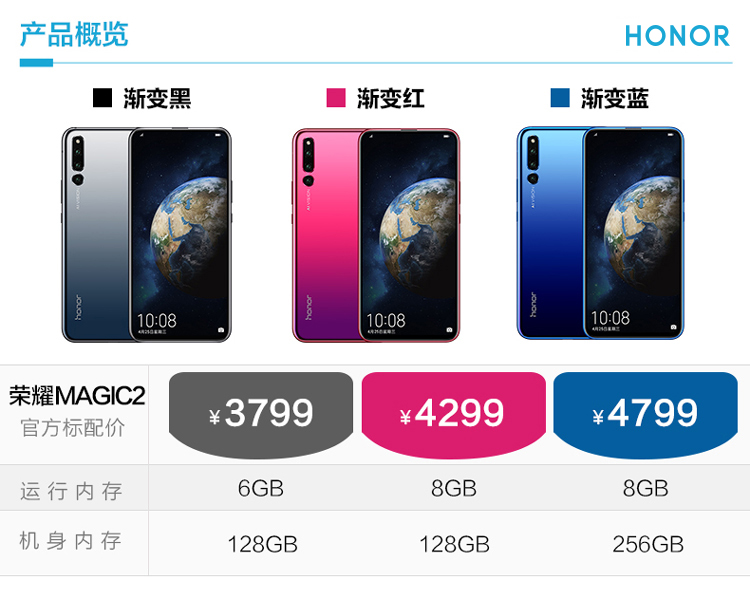 产品概览
HONOR
渐变黑
渐变红
渐变蓝
honor
10:08
honor
10:08
honor
10:08
荣耀MAGIC2
官方标配价
¥3799
¥4299
¥4799
运行内存
6GB
8GB
8GB
机身内存
128GB
128GB
256GB